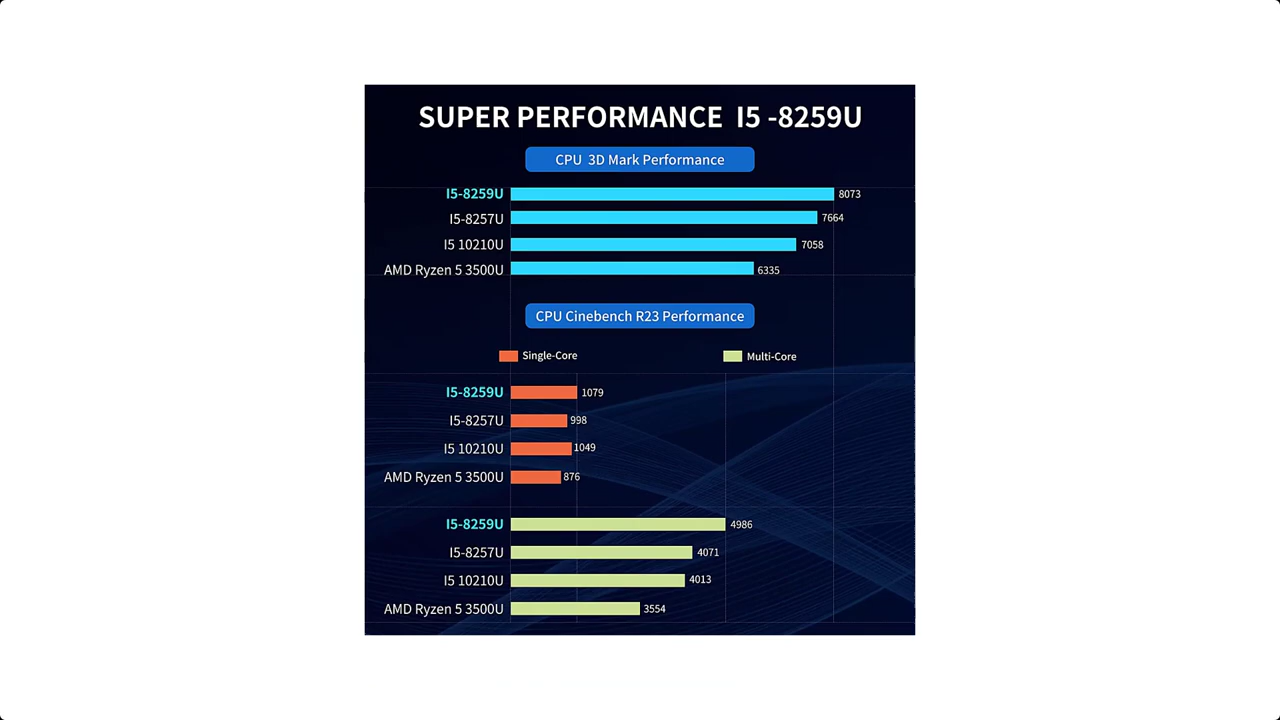 SUPER PERFORMANCE I5 -8259U
CPU 3D Mark Performance
I5-8259U 8073
I5-8257U 7664
I5 10210U 7058
AMD Ryzen 5 3500U 6335
CPU Cinebench R23 Performance
Single-Core Multi-Core
I5-8259U 1079
I5-8257U 998
I5 10210U 1049
AMD Ryzen 5 3500U 876
I5-8259U 4986
I5-8257U 4071
I5 10210U 4013
AMD Ryzen 5 3500U 3554